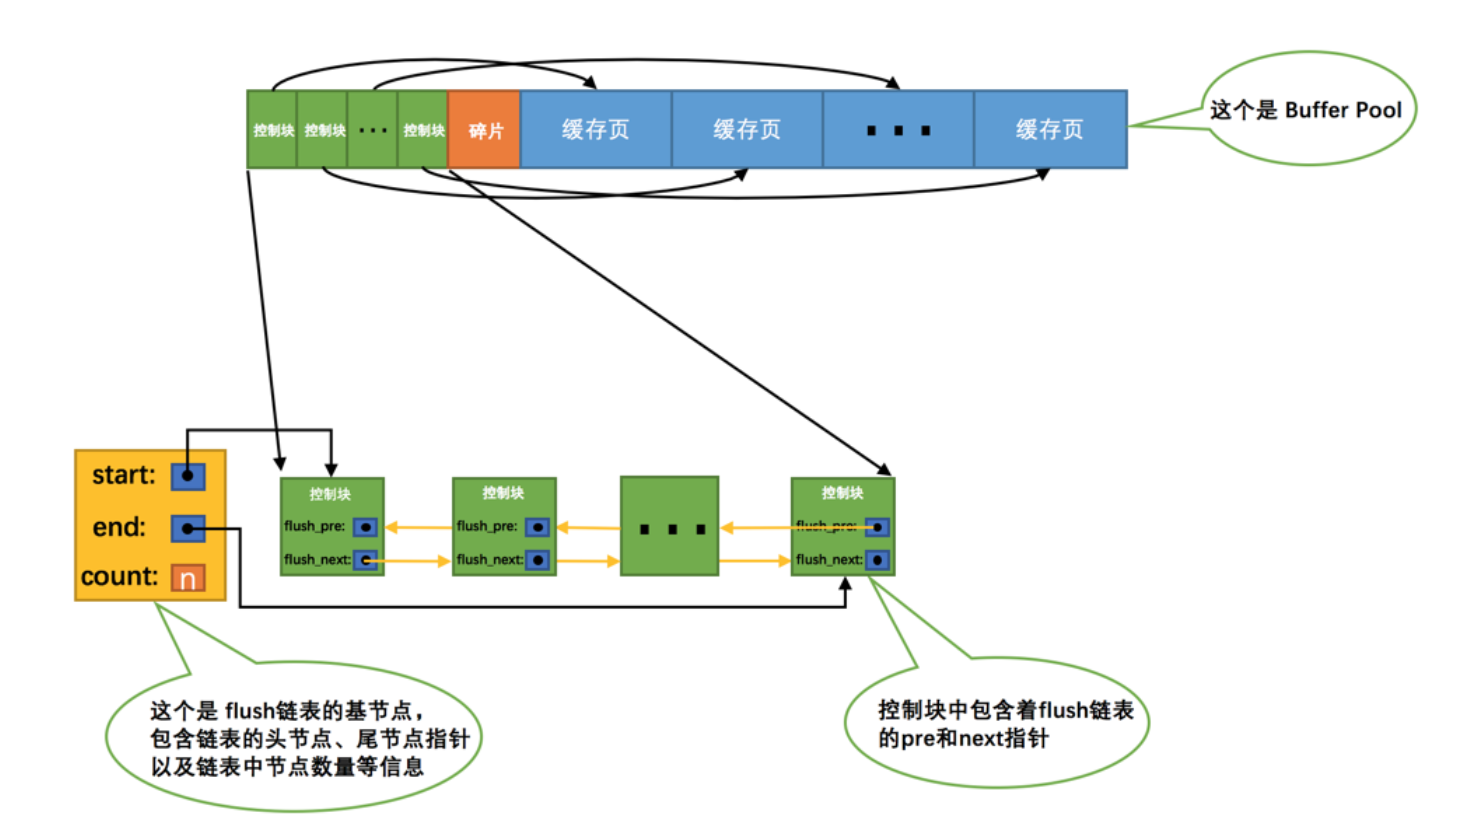 这个是 Buffer Pool
控制块 控制块 ··· 控制块 碎片 缓存页 缓存页 ··· 缓存页
start:
end:
count: n
控制块
flush_pre:
flush_next:
控制块
flush_pre:
flush_next:
···
控制块
flush_pre:
flush_next:
这个是 flush链表的基节点，
包含链表的头节点、尾节点指针
以及链表中节点数量等信息
控制块中包含着flush链表
的pre和next指针